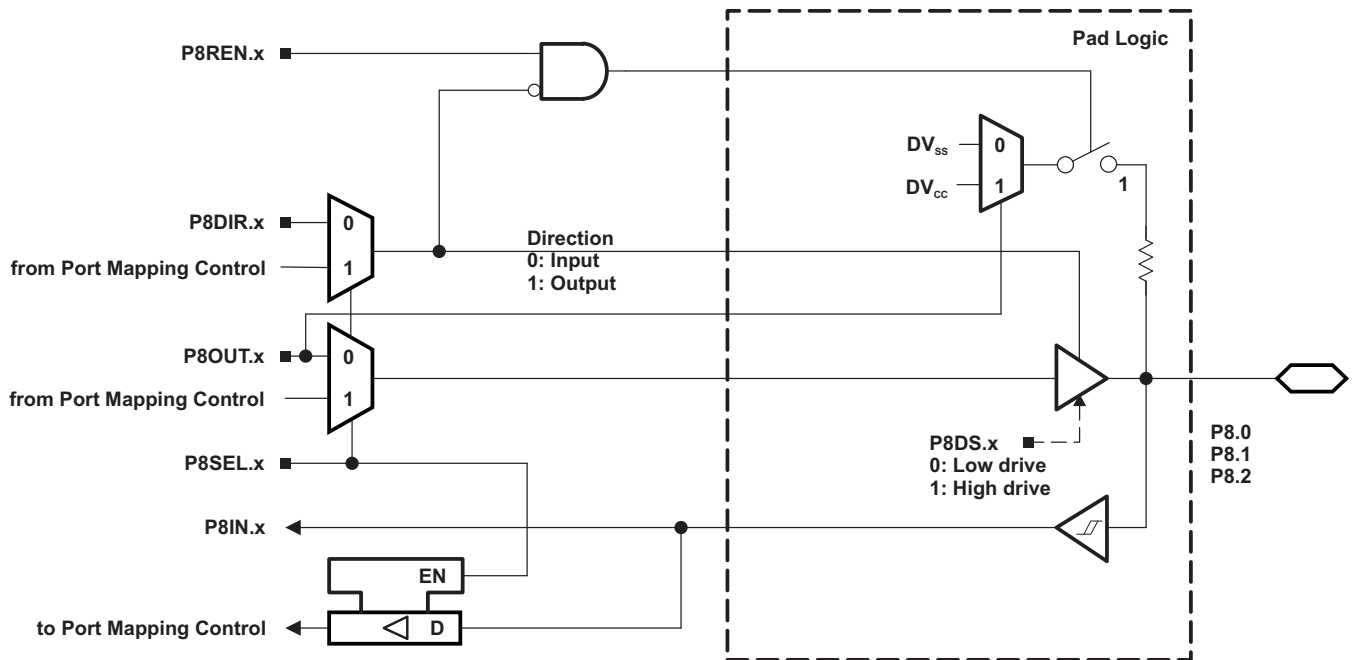 Pad Logic
P8REN.x
DVSS
0
DVCC
1
1
P8DIR.x
0
from Port Mapping Control
1
Direction
0: Input
1: Output
P8OUT.x
0
from Port Mapping Control
1
P8SEL.x
P8DS.x
0: Low drive
1: High drive
P8.0
P8.1
P8.2
P8IN.x
EN
to Port Mapping Control
D